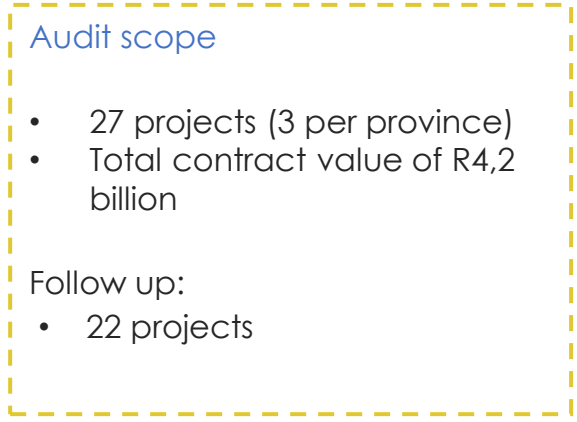 Audit scope
• 27 projects (3 per province)
• Total contract value of R4,2
billion
Follow up:
• 22 projects